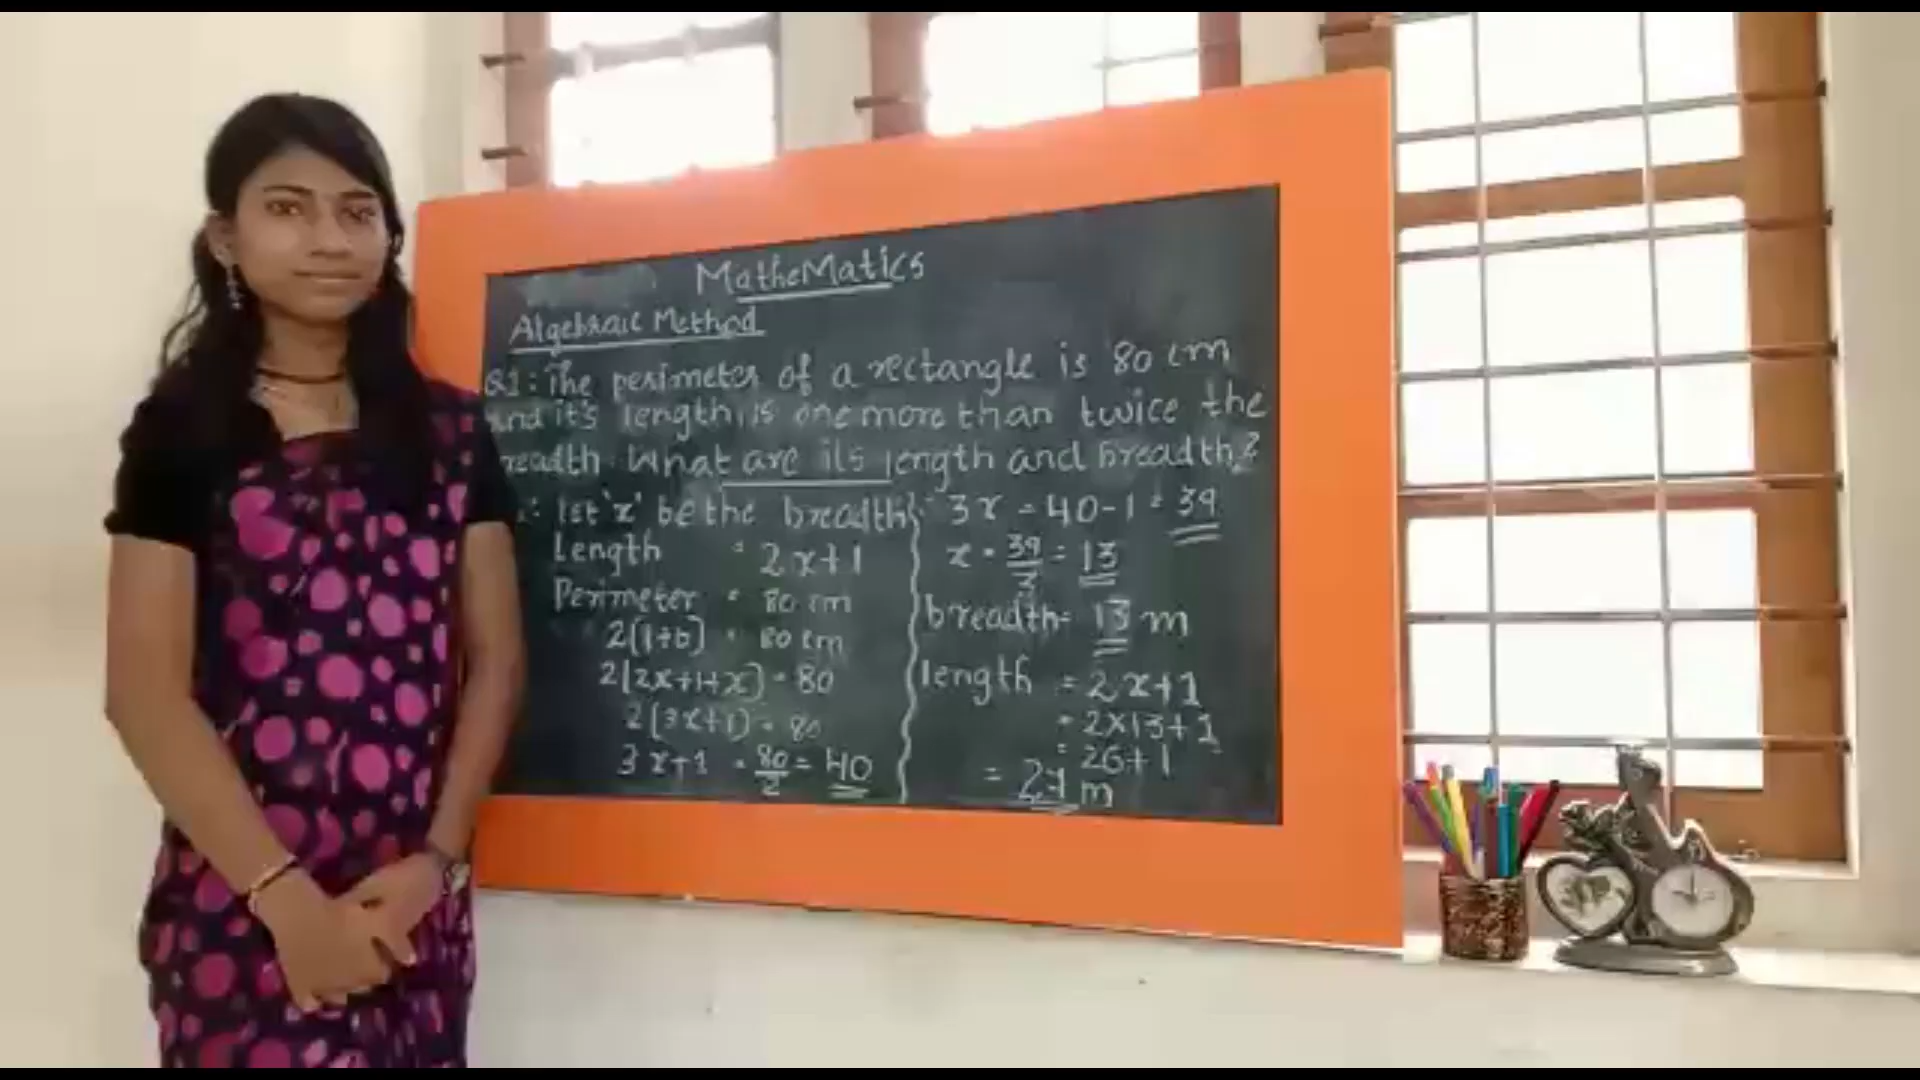 MatheMatics
Algebraic Method
Q1: The perimeter of a rectangle is 80 cm
and it's length is one more than twice the
readth. What are its length and breadth?
: let 'x' be the breadth
Length = 2x+1
Perimeter = 80 cm
2(l+b) = 80 cm
2(2x+1+x) = 80
2(3x+1) = 80
3x+1 = 80/2 = 40
3x = 40-1 = 39
x = 39/3 = 13
breadth = 13 m
length = 2x+1
= 2x13+1
= 26+1
= 27 m